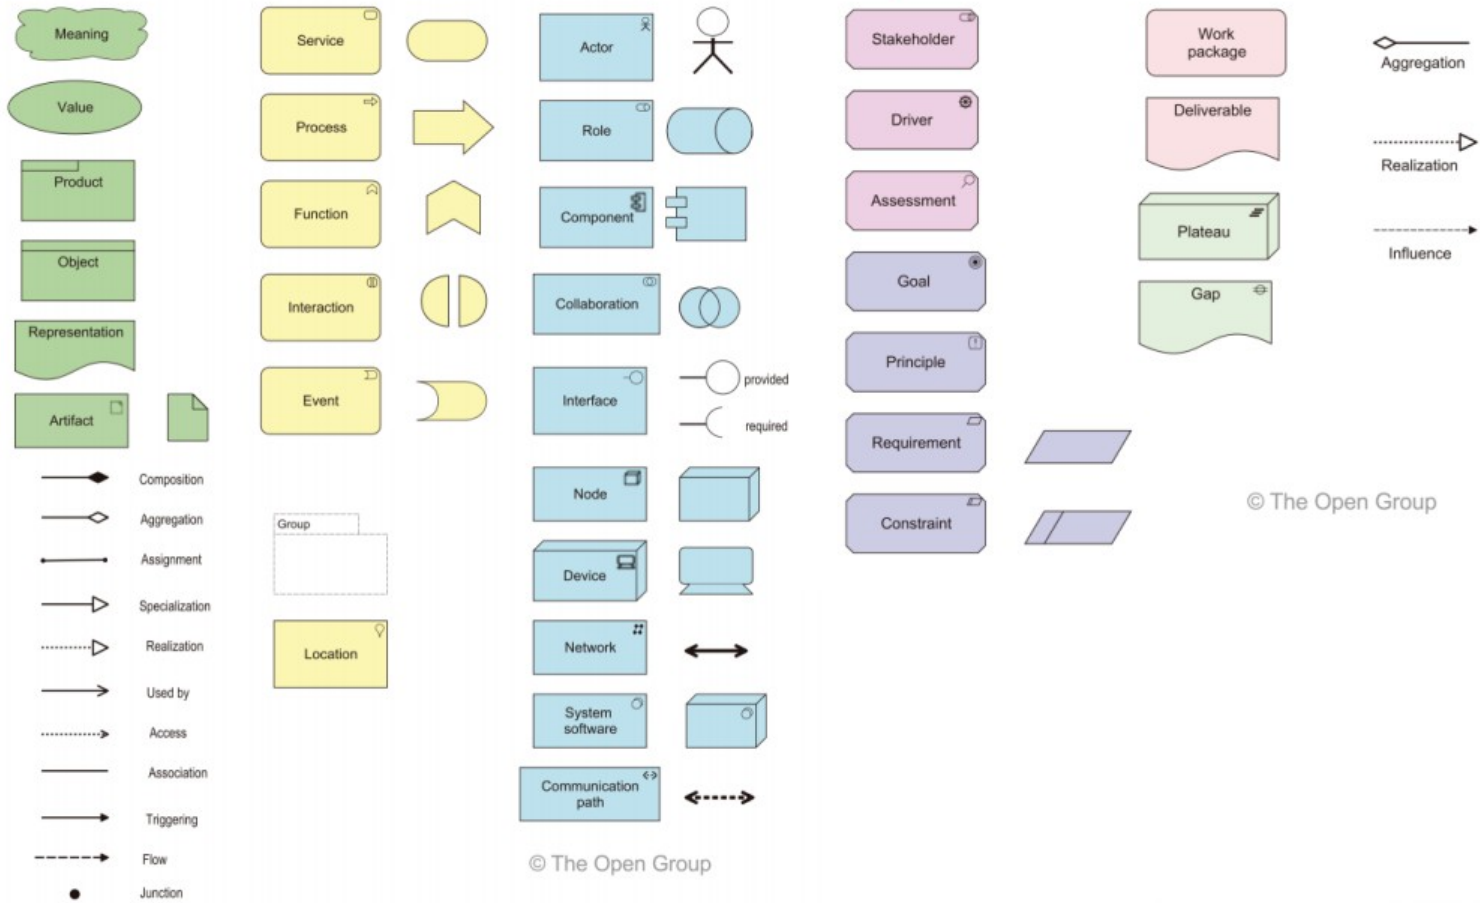 Meaning
Value
Product
Object
Representation
Artifact
Composition
Aggregation
Assignment
Specialization
Realization
Used by
Access
Association
Triggering
Flow
Junction
Service
Process
Function
Interaction
Event
Group
Location
Actor
Role
Component
Collaboration
Interface
provided
required
Node
Device
Network
System
software
Communication
path
© The Open Group
Stakeholder
Driver
Assessment
Goal
Principle
Requirement
Constraint
Work
package
Deliverable
Plateau
Gap
© The Open Group
Aggregation
Realization
Influence